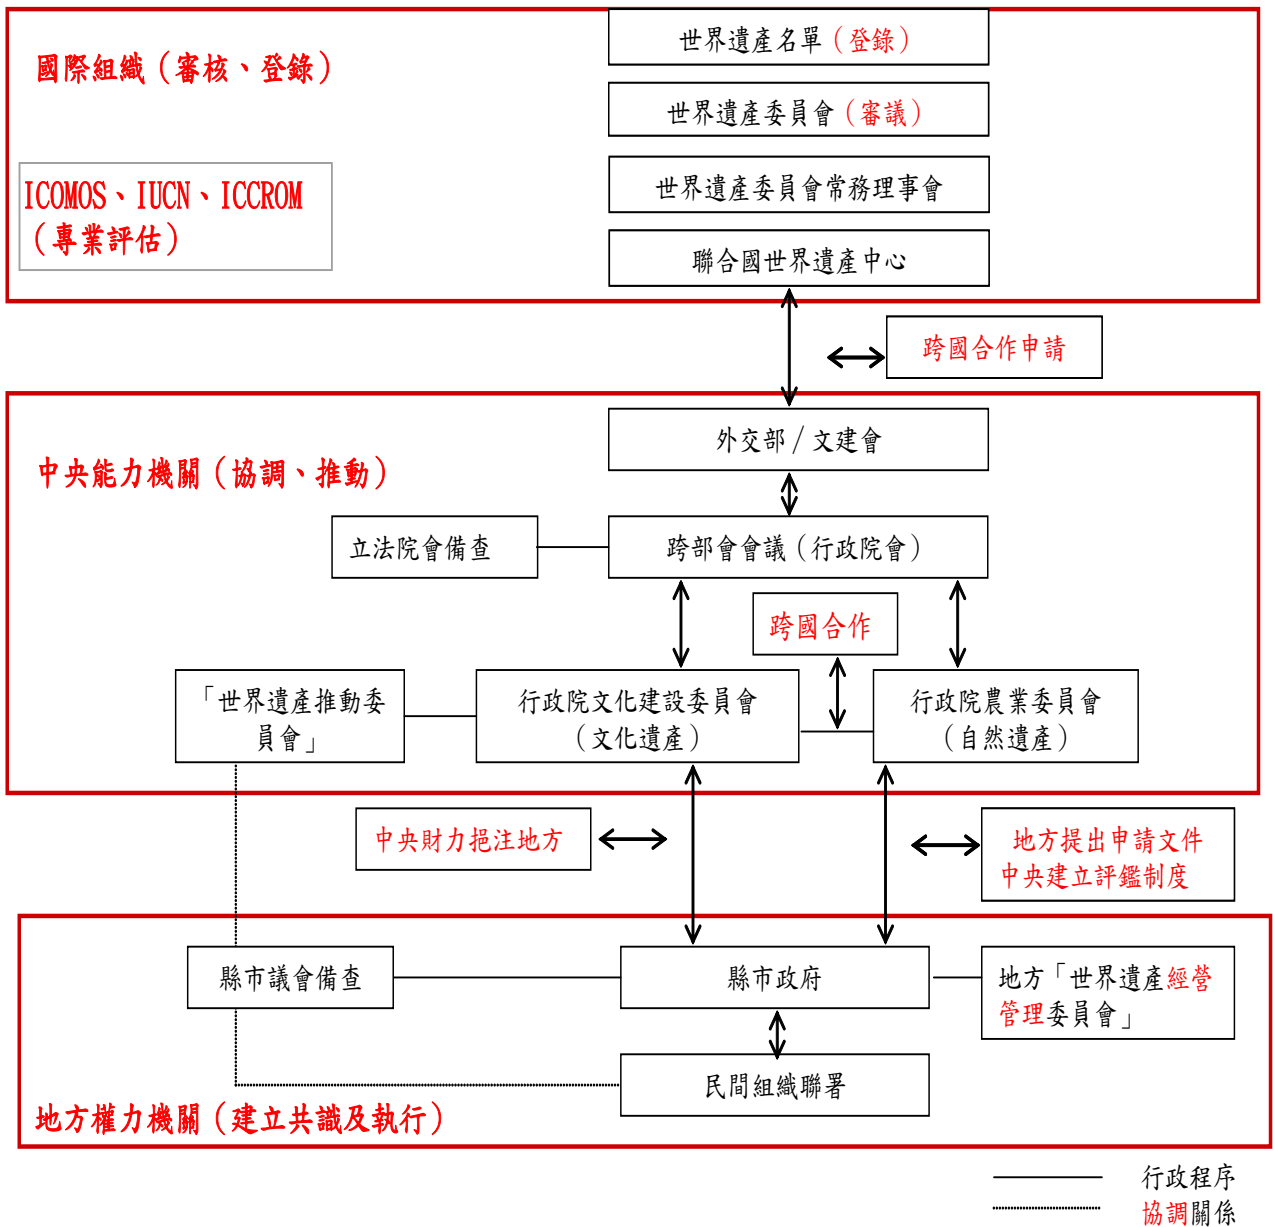 世界遺產名單（登錄）
國際組織（審核、登錄）
世界遺產委員會（審議）
ICOMOS、IUCN、ICCROM
（專業評估）
世界遺產委員會常務理事會
聯合國世界遺產中心
跨國合作申請
外交部/文建會
中央能力機關（協調、推動）
立法院會備查
跨部會會議（行政院會）
跨國合作
「世界遺產推動委
員會」
行政院文化建設委員會
（文化遺產）
行政院農業委員會
（自然遺產）
中央財力挹注地方
地方提出申請文件
中央建立評鑑制度
縣市議會備查
縣市政府
地方「世界遺產經營
管理委員會」
民間組織聯署
地方權力機關（建立共識及執行）
行政程序
協調關係